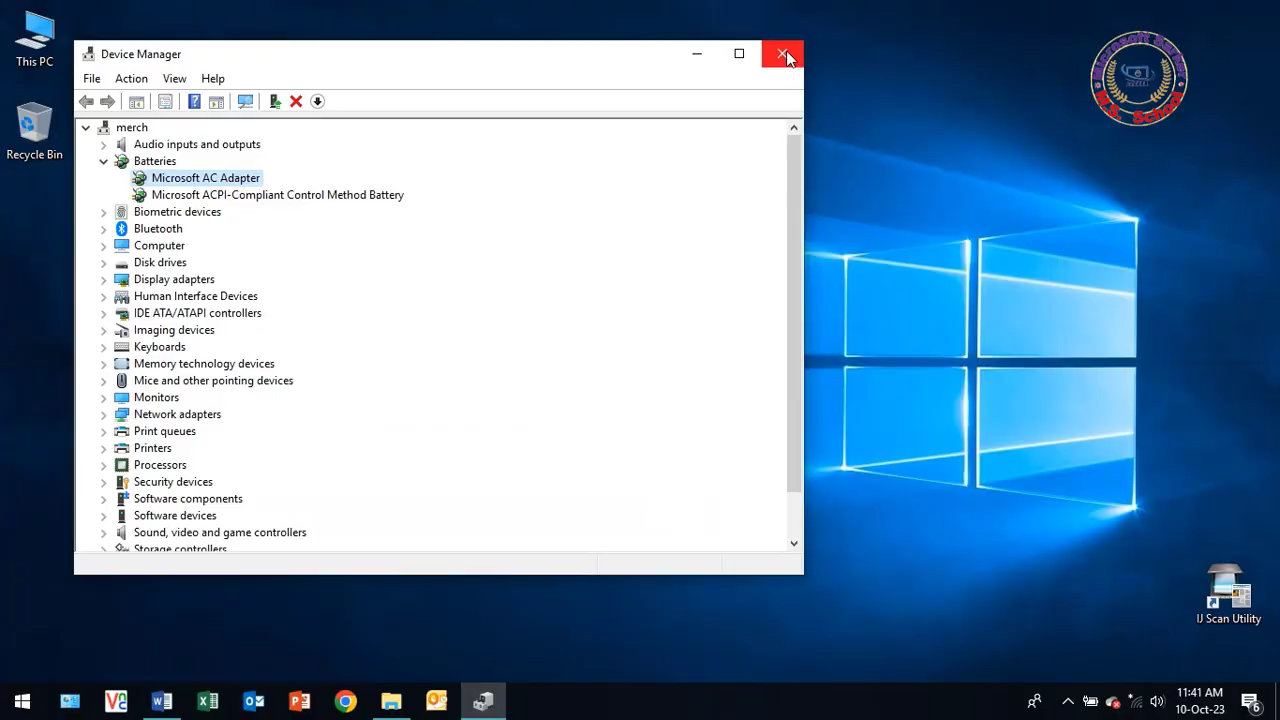 This PC
Recycle Bin
Device Manager
File Action View Help
merch
Audio inputs and outputs
Batteries
Microsoft AC Adapter
Microsoft ACPI-Compliant Control Method Battery
Biometric devices
Bluetooth
Computer
Disk drives
Display adapters
Human Interface Devices
IDE ATA/ATAPI controllers
Imaging devices
Keyboards
Memory technology devices
Mice and other pointing devices
Monitors
Network adapters
Print queues
Printers
Processors
Security devices
Software components
Software devices
Sound, video and game controllers
Storage controllers
Microsoft Sarker
M.S. School
IJ Scan Utility
11:41 AM
10-Oct-23
6